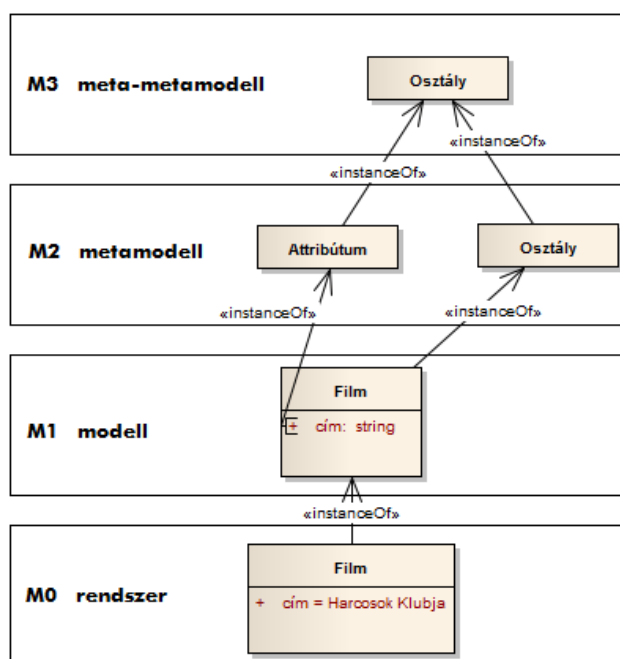 M3 meta-metamodell
Osztály
«instanceOf»
«instanceOf»
M2 metamodell
Attribútum
Osztály
«instanceOf»
«instanceOf»
M1 modell
Film
+ cím: string
«instanceOf»
M0 rendszer
Film
+ cím = Harcosok Klubja